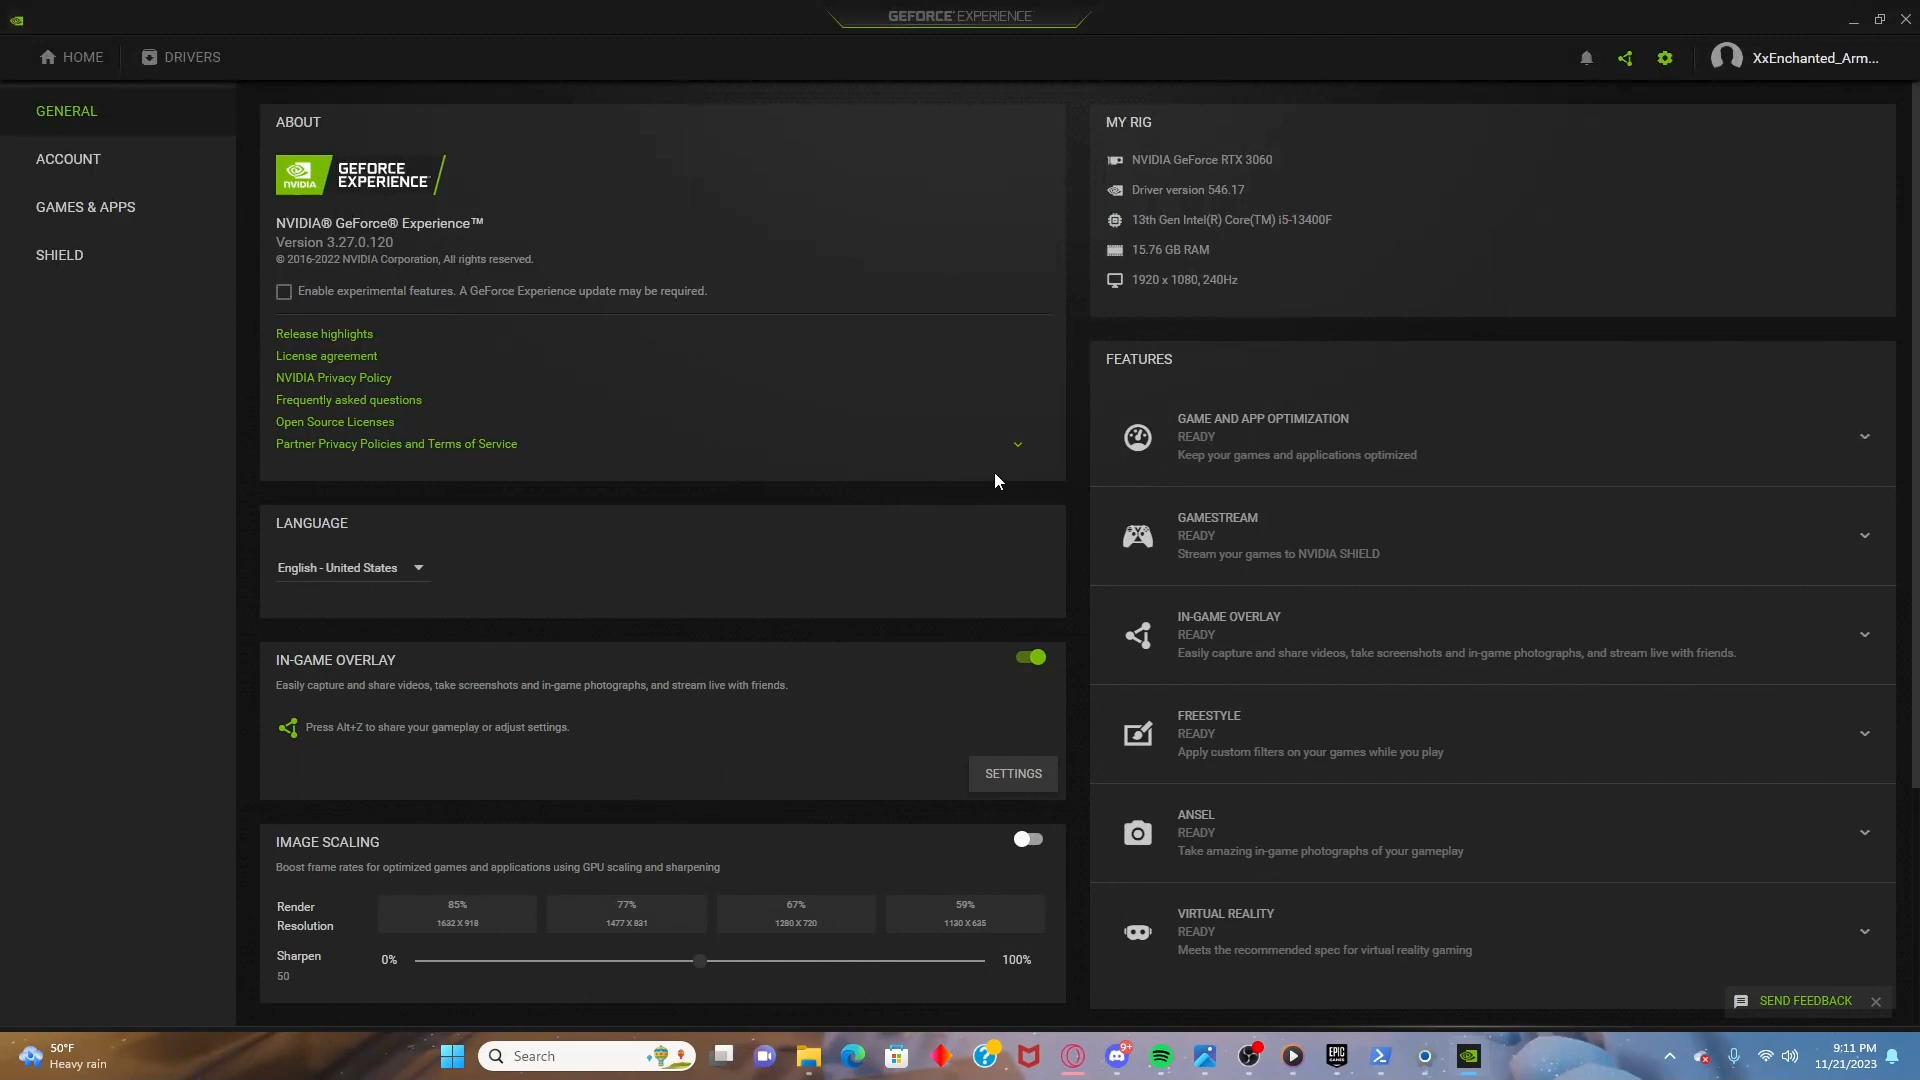 GEFORCE EXPERIENCE
HOME
DRIVERS
XxEnchanted_Arm...
GENERAL
ACCOUNT
GAMES & APPS
SHIELD
ABOUT
NVIDIA
GEFORCE
EXPERIENCE
NVIDIA® GeForce® Experience™
Version 3.27.0.120
© 2016-2022 NVIDIA Corporation, All rights reserved.
Enable experimental features. A GeForce Experience update may be required.
Release highlights
License agreement
NVIDIA Privacy Policy
Frequently asked questions
Open Source Licenses
Partner Privacy Policies and Terms of Service
LANGUAGE
English - United States
IN-GAME OVERLAY
Easily capture and share videos, take screenshots and in-game photographs, and stream live with friends.
Press Alt+Z to share your gameplay or adjust settings.
SETTINGS
IMAGE SCALING
Boost frame rates for optimized games and applications using GPU scaling and sharpening
Render
Resolution
85%
1632 X 918
77%
1477 X 831
67%
1280 X 720
59%
1130 X 635
Sharpen
50
0%
100%
MY RIG
NVIDIA GeForce RTX 3060
Driver version 546.17
13th Gen Intel(R) Core(TM) i5-13400F
15.76 GB RAM
1920 x 1080, 240Hz
FEATURES
GAME AND APP OPTIMIZATION
READY
Keep your games and applications optimized
GAMESTREAM
READY
Stream your games to NVIDIA SHIELD
IN-GAME OVERLAY
READY
Easily capture and share videos, take screenshots and in-game photographs, and stream live with friends.
FREESTYLE
READY
Apply custom filters on your games while you play
ANSEL
READY
Take amazing in-game photographs of your gameplay
VIRTUAL REALITY
READY
Meets the recommended spec for virtual reality gaming
SEND FEEDBACK
50°F
Heavy rain
Search
9+
EPIC
GAMES
9:11 PM
11/21/2023